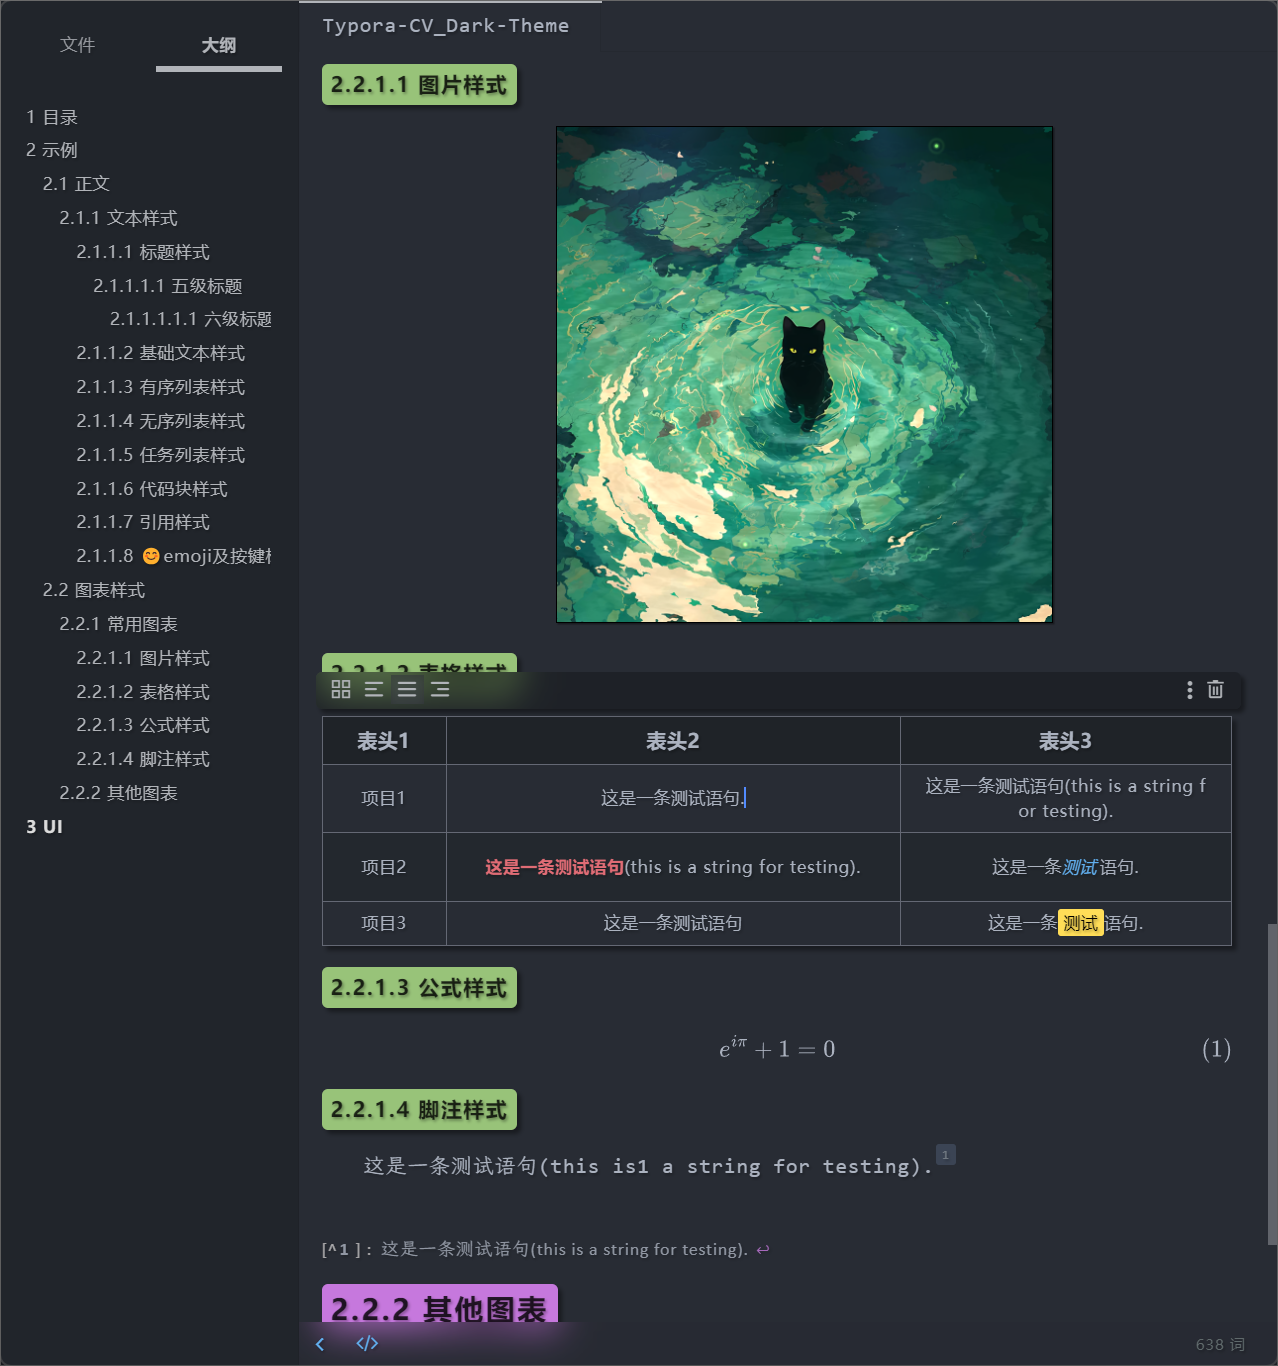 文件 大纲
Typora-CV_Dark-Theme
1 目录
2 示例
2.1 正文
2.1.1 文本样式
2.1.1.1 标题样式
2.1.1.1.1 五级标题
2.1.1.1.1.1 六级标题
2.1.1.2 基础文本样式
2.1.1.3 有序列表样式
2.1.1.4 无序列表样式
2.1.1.5 任务列表样式
2.1.1.6 代码块样式
2.1.1.7 引用样式
2.1.1.8 😊emoji及按键
2.2 图表样式
2.2.1 常用图表
2.2.1.1 图片样式
2.2.1.2 表格样式
2.2.1.3 公式样式
2.2.1.4 脚注样式
2.2.2 其他图表
3 UI
2.2.1.1 图片样式
2.2.1.2 表格样式
表头1 表头2 表头3
项目1 这是一条测试语句. 这是一条测试语句(this is a string f
or testing).
项目2 这是一条测试语句(this is a string for testing). 这是一条测试语句.
项目3 这是一条测试语句 这是一条测试语句.
2.2.1.3 公式样式
e^{iπ} + 1 = 0 (1)
2.2.1.4 脚注样式
这是一条测试语句(this is1 a string for testing).1
[^1 ] : 这是一条测试语句(this is a string for testing). ↩
2.2.2 其他图表
638 词